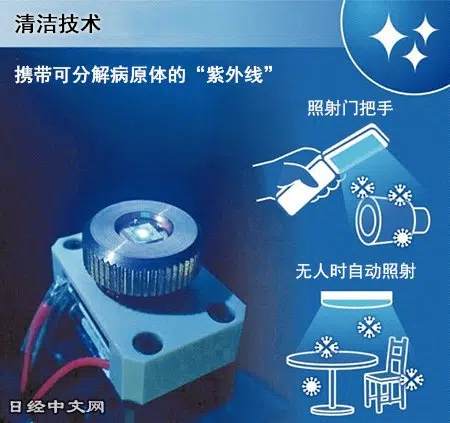 清洁技术
携带可分解病原体的“紫外线”
照射门把手
无人时自动照射
日经中文网